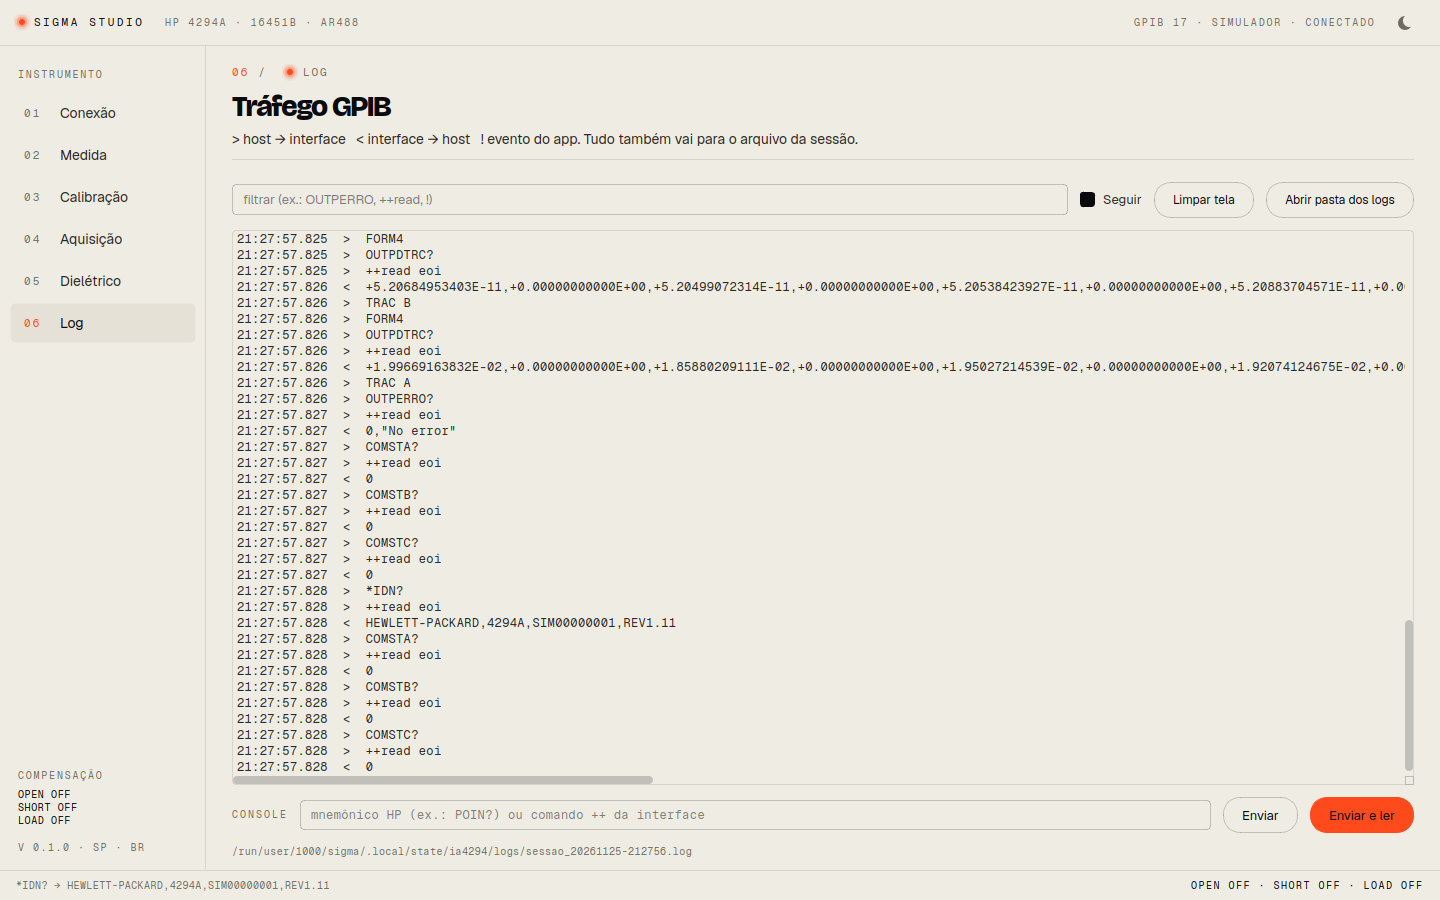 SIGMA STUDIO HP 4294A · 16451B · AR488 GPIB 17 · SIMULADOR · CONECTADO
INSTRUMENTO
01 Conexão
02 Medida
03 Calibração
04 Aquisição
05 Dielétrico
06 Log
COMPENSAÇÃO
OPEN OFF
SHORT OFF
LOAD OFF
V 0.1.0 · SP · BR
06 / LOG
Tráfego GPIB
> host → interface < interface → host ! evento do app. Tudo também vai para o arquivo da sessão.
filtrar (ex.: OUTPERRO, ++read, !) Seguir Limpar tela Abrir pasta dos logs
21:27:57.825 > FORM4
21:27:57.825 > OUTPDTRC?
21:27:57.825 > ++read eoi
21:27:57.826 < +5.20684953403E-11,+0.00000000000E+00,+5.20499072314E-11,+0.00000000000E+00,+5.20538423927E-11,+0.00000000000E+00,+5.20883704571E-11,+0.0
21:27:57.826 > TRAC B
21:27:57.826 > FORM4
21:27:57.826 > OUTPDTRC?
21:27:57.826 > ++read eoi
21:27:57.826 < +1.99669163832E-02,+0.00000000000E+00,+1.85880209111E-02,+0.00000000000E+00,+1.95027214539E-02,+0.00000000000E+00,+1.92074124675E-02,+0.0
21:27:57.826 > TRAC A
21:27:57.826 > OUTPERRO?
21:27:57.827 > ++read eoi
21:27:57.827 < 0,"No error"
21:27:57.827 > COMSTA?
21:27:57.827 > ++read eoi
21:27:57.827 < 0
21:27:57.827 > COMSTB?
21:27:57.827 > ++read eoi
21:27:57.827 < 0
21:27:57.827 > COMSTC?
21:27:57.827 > ++read eoi
21:27:57.827 < 0
21:27:57.828 > *IDN?
21:27:57.828 > ++read eoi
21:27:57.828 < HEWLETT-PACKARD,4294A,SIM00000001,REV1.11
21:27:57.828 > COMSTA?
21:27:57.828 > ++read eoi
21:27:57.828 < 0
21:27:57.828 > COMSTB?
21:27:57.828 > ++read eoi
21:27:57.828 < 0
21:27:57.828 > COMSTC?
21:27:57.828 > ++read eoi
21:27:57.828 < 0
CONSOLE mnemônico HP (ex.: POIN?) ou comando ++ da interface Enviar Enviar e ler
/run/user/1000/sigma/.local/state/ia4294/logs/sessao_20261125-212756.log
*IDN? → HEWLETT-PACKARD,4294A,SIM00000001,REV1.11 OPEN OFF · SHORT OFF · LOAD OFF